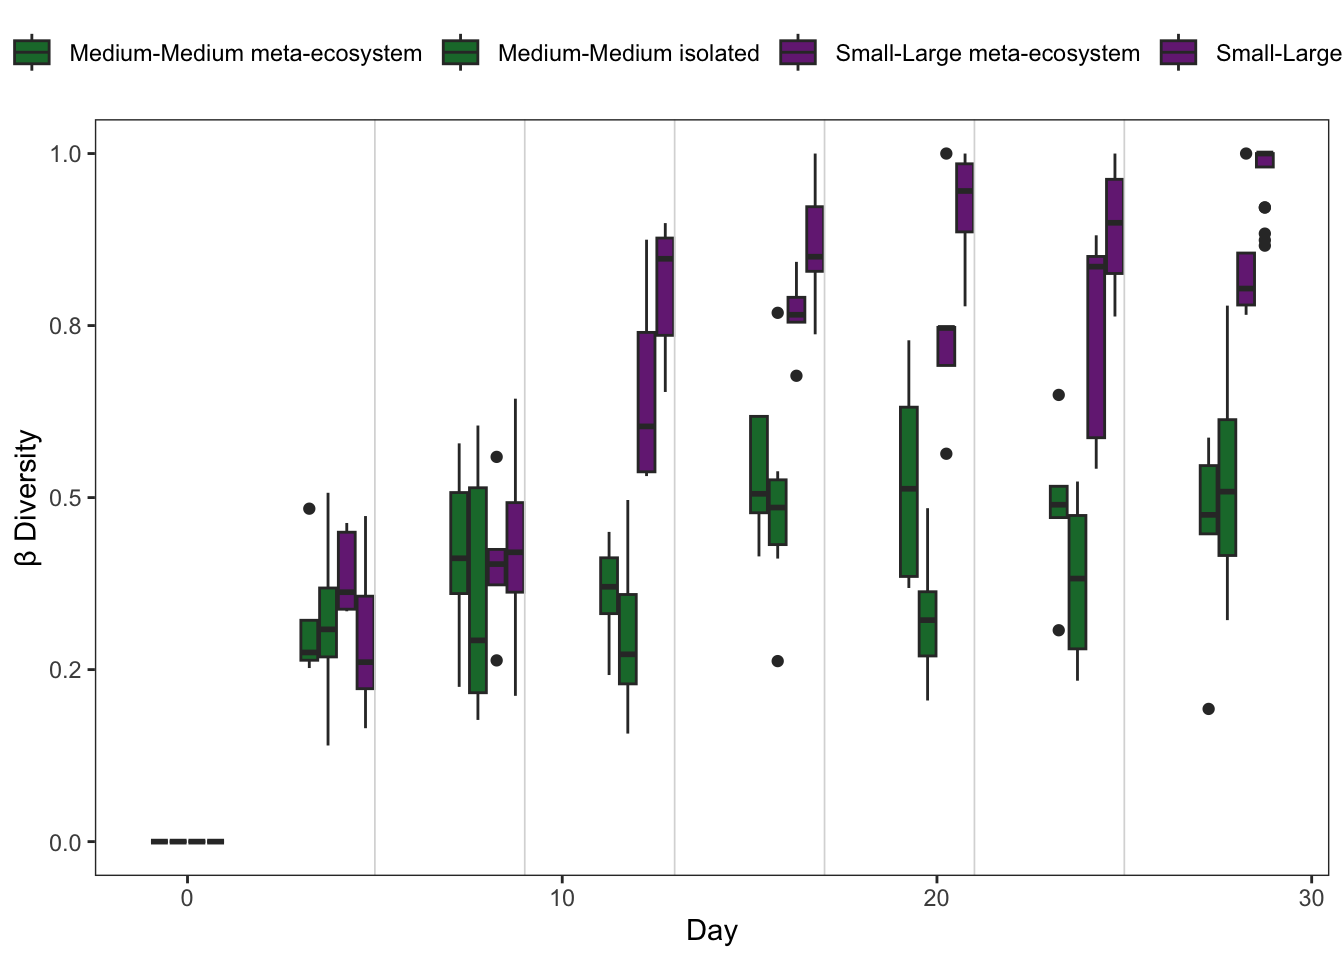 Medium-Medium meta-ecosystem Medium-Medium isolated Small-Large meta-ecosystem Small-Large
1.0
0.8
0.5
0.2
0.0
β Diversity
0 10 20 30
Day